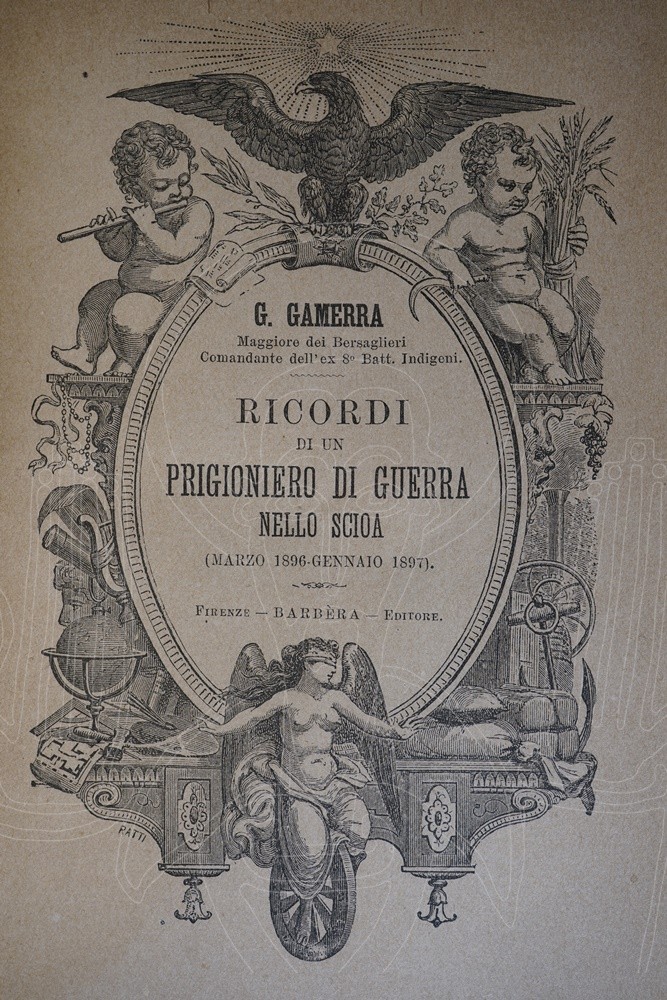 G. GAMERRA
Maggiore dei Bersaglieri
Comandante dell'ex 8º Batt. Indigeni.
RICORDI
DI UN
PRIGIONIERO DI GUERRA
NELLO SCIOA
(MARZO 1896-GENNAIO 1897).
FIRENZE — BARBÈRA — EDITORE.
RATTI